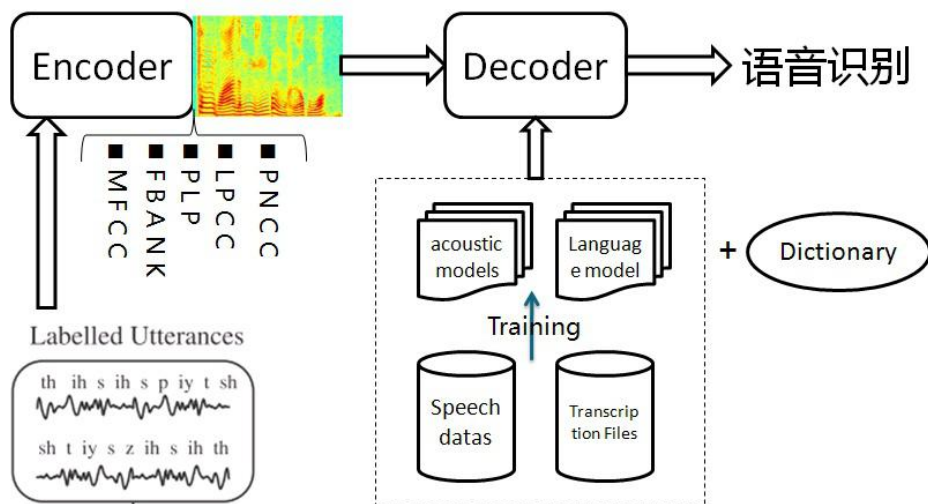 Encoder
Decoder
语音识别
■ MFCC
■ FBANK
■ PLP
■ LPCC
■ PNCC
acoustic
models
Languag
e model
+
Dictionary
Training
Labelled Utterances
th ih s ih s p iy t sh
sh t iy s z ih s ih th
Speech
datas
Transcrip
tion Files